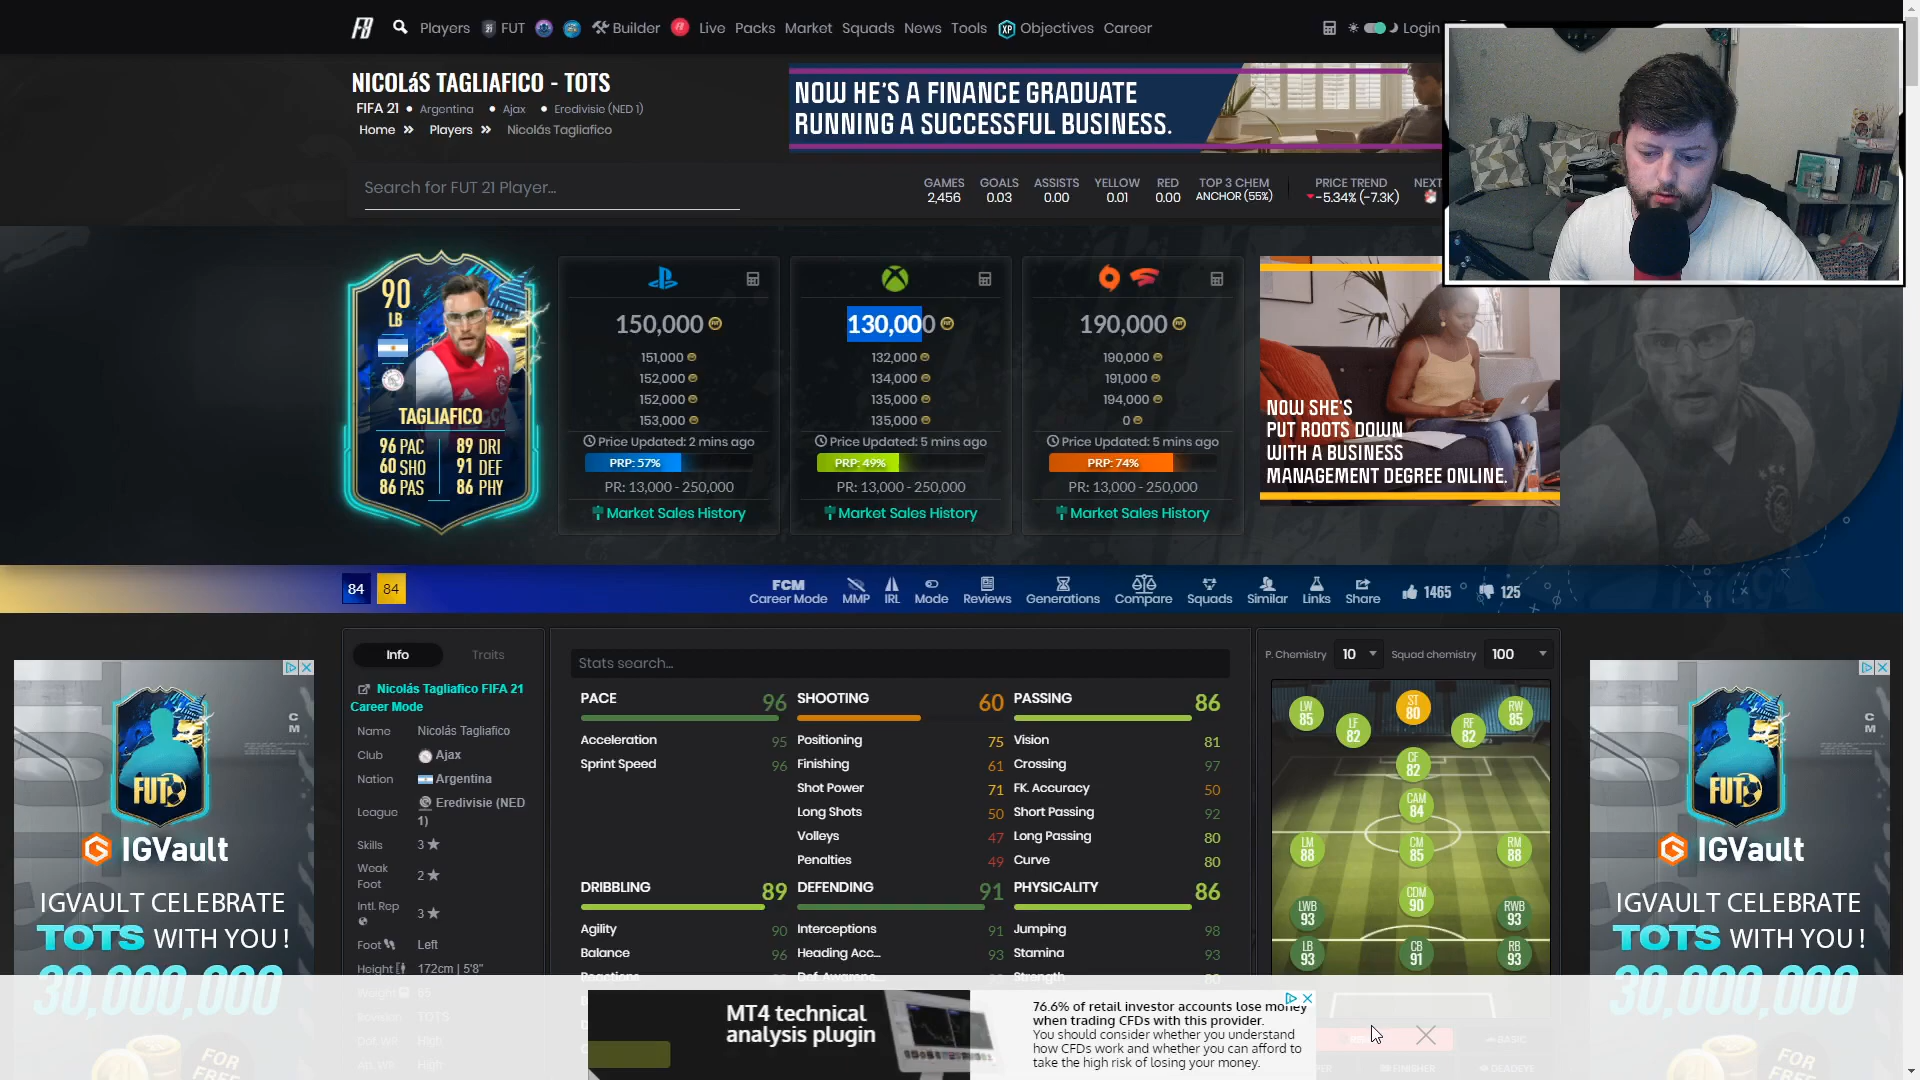 Players FUT Builder Live Packs Market Squads News Tools XP Objectives Career Login
NICOLáS TAGLIAFICO - TOTS
FIFA 21 • Argentina • Ajax • Eredivisie (NED 1)
Home » Players » Nicolás Tagliafico
NOW HE'S A FINANCE GRADUATE
RUNNING A SUCCESSFUL BUSINESS.
Search for FUT 21 Player...
GAMES GOALS ASSISTS YELLOW RED TOP 3 CHEM PRICE TREND NEXT
2,456 0.03 0.00 0.01 0.00 ANCHOR (55%) -5.34% (-7.3K)
90
LB
TAGLIAFICO
96 PAC 89 DRI
60 SHO 91 DEF
86 PAS 86 PHY
150,000
151,000
152,000
152,000
153,000
Price Updated: 2 mins ago
PRP: 57%
PR: 13,000 - 250,000
Market Sales History
130,000
132,000
134,000
135,000
135,000
Price Updated: 5 mins ago
PRP: 49%
PR: 13,000 - 250,000
Market Sales History
190,000
190,000
191,000
194,000
0
Price Updated: 5 mins ago
PRP: 74%
PR: 13,000 - 250,000
Market Sales History
NOW SHE'S
PUT ROOTS DOWN
WITH A BUSINESS
MANAGEMENT DEGREE ONLINE.
84 84
FCM
Career Mode MMP IRL Mode Reviews Generations Compare Squads Similar Links Share 1465 125
Info Traits
Nicolás Tagliafico FIFA 21
Career Mode
Name Nicolás Tagliafico
Club Ajax
Nation Argentina
League Eredivisie (NED
1)
Skills 3
Weak
Foot 2
Intl. Rep 3
Foot Left
Height 172cm | 5'8"
Stats search...
PACE 96
Acceleration 95
Sprint Speed 96
SHOOTING 60
Positioning 75
Finishing 61
Shot Power 71
Long Shots 50
Volleys 47
Penalties 49
PASSING 86
Vision 81
Crossing 97
FK. Accuracy 50
Short Passing 92
Long Passing 80
Curve 80
DRIBBLING 89
Agility 90
Balance 96
Reactions
DEFENDING 91
Interceptions 91
Heading Acc... 93
Def. Awarene...
PHYSICALITY 86
Jumping 98
Stamina 93
Strength
P. Chemistry 10 Squad chemistry 100
LW
85
ST
80
RW
85
LF
82
RF
82
CF
82
CAM
84
LM
88
CM
85
RM
88
CDM
90
LWB
93
RWB
93
LB
93
CB
91
RB
93
BASIC
FINISHER
DEADEYE
CM
FUT
IGVault
IGVAULT CELEBRATE
TOTS WITH YOU !
30,000,000
FOR
FREE
CM
FUT
IGVault
IGVAULT CELEBRATE
TOTS WITH YOU !
30,000,000
FOR
FREE
MT4 technical
analysis plugin
76.6% of retail investor accounts lose money
when trading CFDs with this provider.
You should consider whether you understand
how CFDs work and whether you can afford to
take the high risk of losing your money.